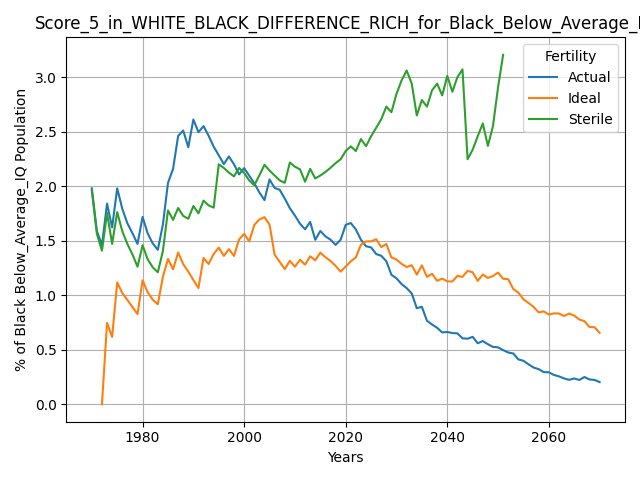 Score_5_in_WHITE_BLACK_DIFFERENCE_RICH_for_Black_Below_Average_I
% of Black Below_Average_IQ Population
3.0
2.5
2.0
1.5
1.0
0.5
0.0
Fertility
Actual
Ideal
Sterile
1980
2000
2020
2040
2060
Years